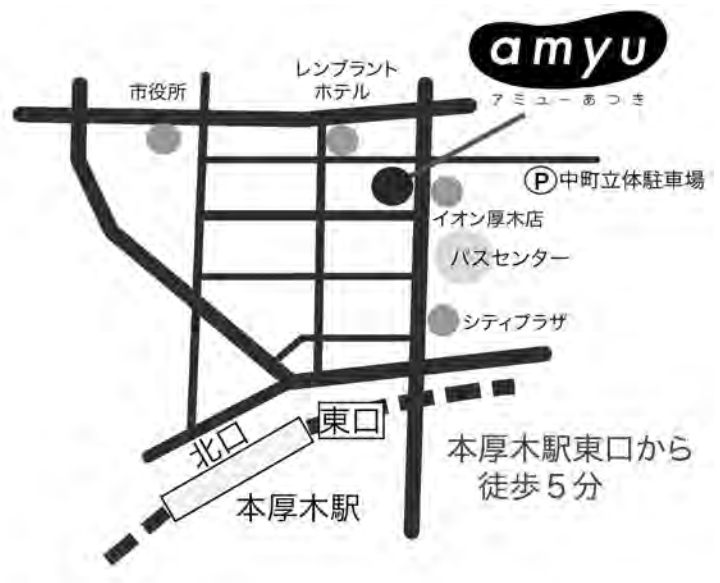 amyu
アミューあつぎ
レンブラント
ホテル
市役所
Ⓟ中町立体駐車場
イオン厚木店
バスセンター
シティプラザ
東口
北口
本厚木駅
本厚木駅東口から
徒歩5分